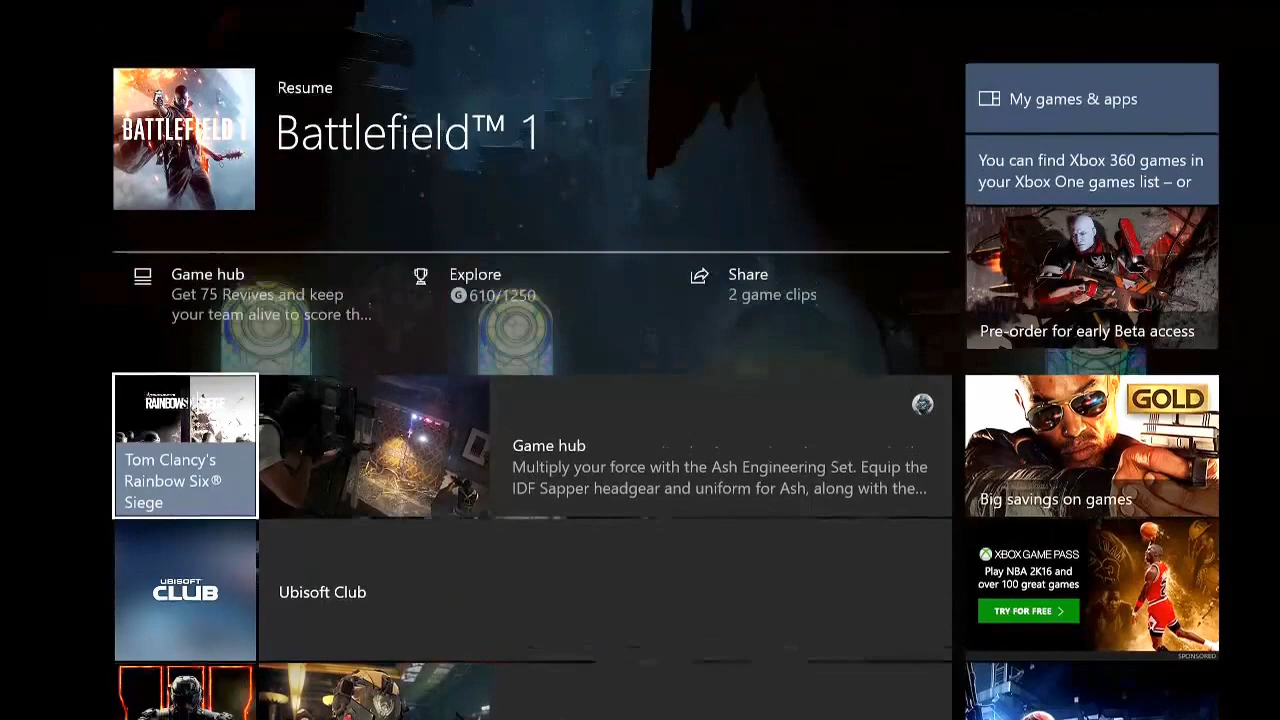 BATTLEFIELD 1
Resume
Battlefield™ 1
Game hub
Get 75 Revives and keep
your team alive to score th...
Explore
G 610/1250
Share
2 game clips
My games & apps
You can find Xbox 360 games in
your Xbox One games list – or
Pre-order for early Beta access
RAINBOW SIEGE
Tom Clancy's
Rainbow Six®
Siege
Game hub
Multiply your force with the Ash Engineering Set. Equip the
IDF Sapper headgear and uniform for Ash, along with the...
GOLD
Big savings on games
UBISOFT
CLUB
Ubisoft Club
XBOX GAME PASS
Play NBA 2K16 and
over 100 great games
TRY FOR FREE >
SPONSORED